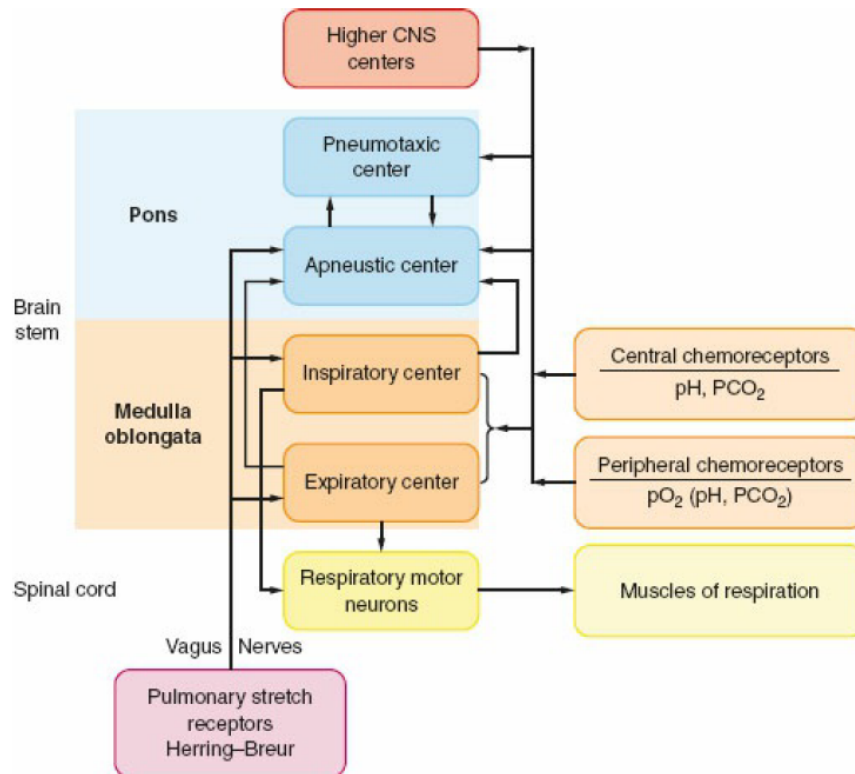 Higher CNS
centers
Pneumotaxic
center
Pons
Apneustic center
Brain
stem
Inspiratory center
Central chemoreceptors
pH, PCO₂
Medulla
oblongata
Expiratory center
Peripheral chemoreceptors
pO₂ (pH, PCO₂)
Spinal cord
Respiratory motor
neurons
Muscles of respiration
Vagus Nerves
Pulmonary stretch
receptors
Herring–Breur